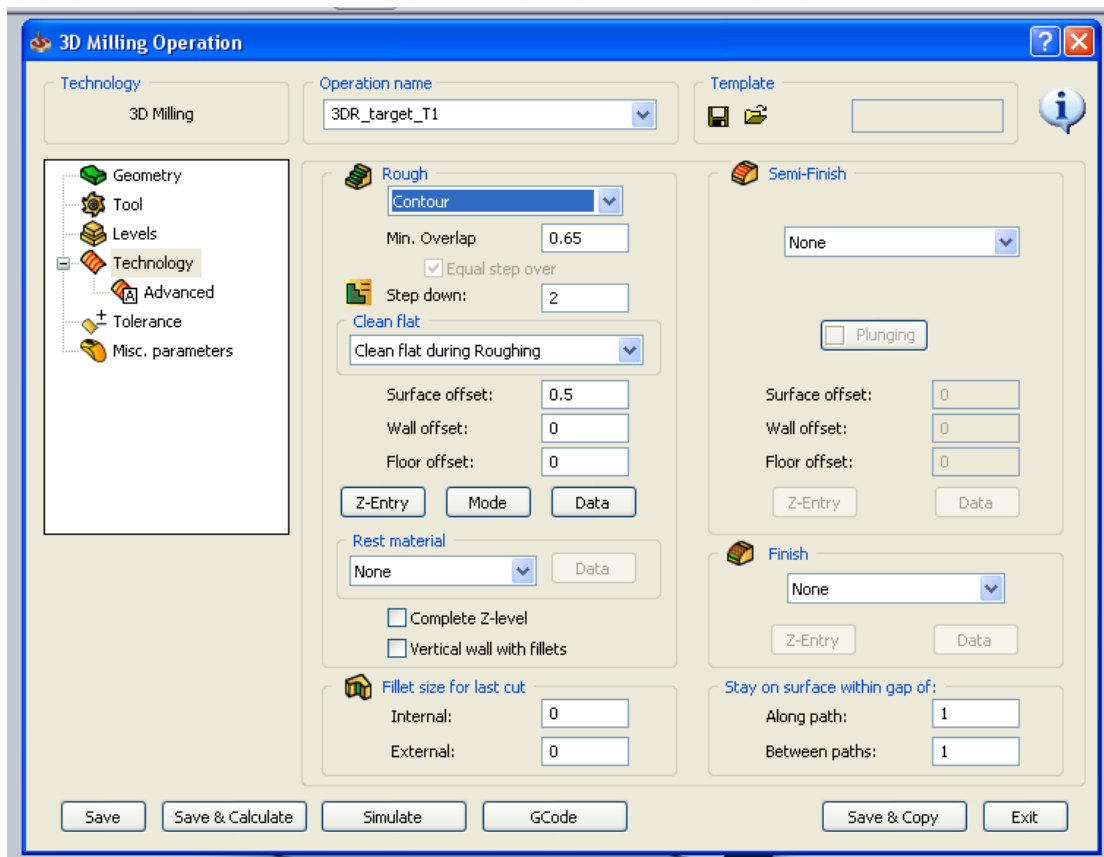 3D Milling Operation
Technology
3D Milling
Operation name
3DR_target_T1
Template
Geometry
Tool
Levels
Technology
Advanced
Tolerance
Misc. parameters
Rough
Contour
Min. Overlap 0.65
Equal step over
Step down: 2
Clean flat
Clean flat during Roughing
Surface offset: 0.5
Wall offset: 0
Floor offset: 0
Z-Entry Mode Data
Rest material
None Data
Complete Z-level
Vertical wall with fillets
Fillet size for last cut
Internal: 0
External: 0
Semi-Finish
None
Plunging
Surface offset: 0
Wall offset: 0
Floor offset: 0
Z-Entry Data
Finish
None
Z-Entry Data
Stay on surface within gap of:
Along path: 1
Between paths: 1
Save Save & Calculate Simulate GCode Save & Copy Exit